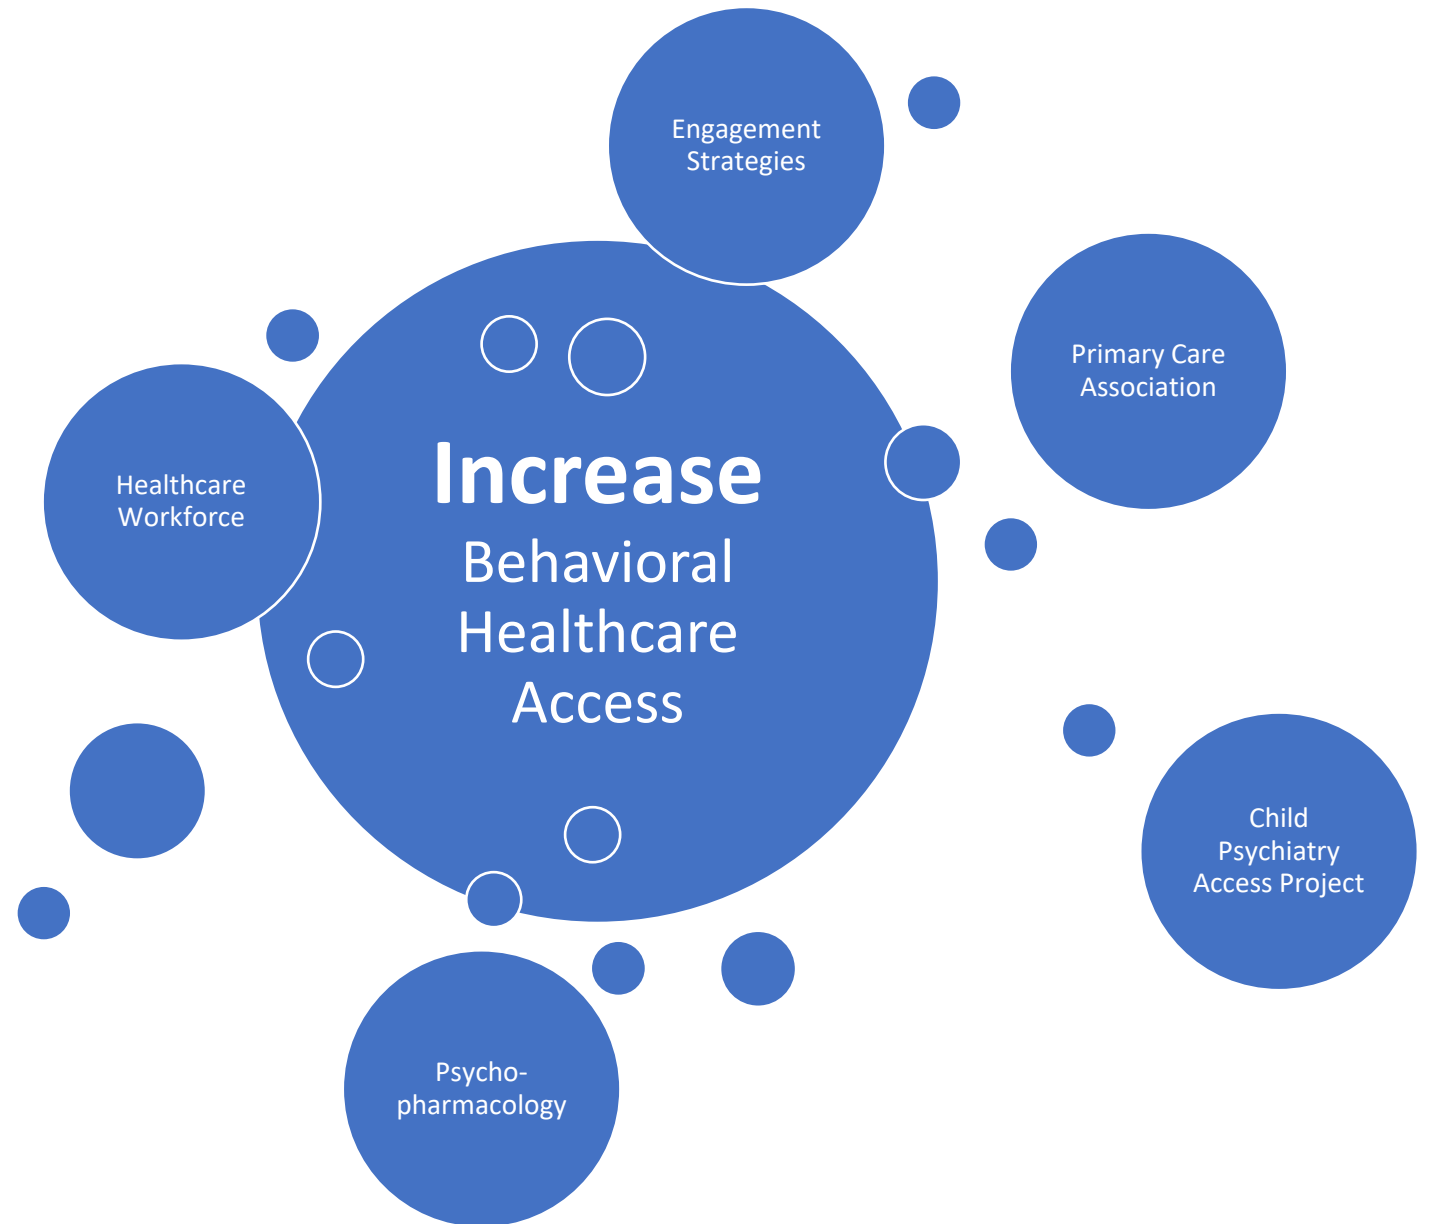 Engagement
Strategies
Primary Care
Association
Healthcare
Workforce
Increase
Behavioral
Healthcare
Access
Child
Psychiatry
Access Project
Psycho-
pharmacology